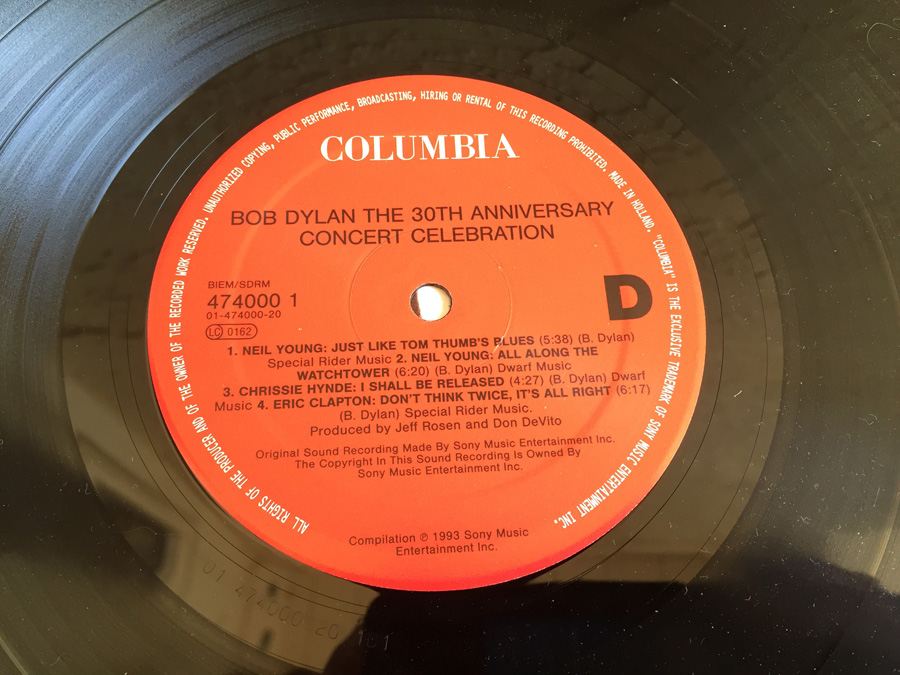 ALL RIGHTS OF THE PRODUCER AND OF THE OWNER OF THE RECORDED WORK RESERVED. UNAUTHORIZED COPYING, PUBLIC PERFORMANCE, BROADCASTING, HIRING OR RENTAL OF THIS RECORDING PROHIBITED. MADE IN HOLLAND. "COLUMBIA" IS THE EXCLUSIVE TRADEMARK OF SONY MUSIC ENTERTAINMENT INC.
COLUMBIA
BOB DYLAN THE 30TH ANNIVERSARY
CONCERT CELEBRATION
BIEM/SDRM
474000 1
01-474000-20
LC 0162
D
1. NEIL YOUNG: JUST LIKE TOM THUMB'S BLUES (5:38) (B. Dylan)
Special Rider Music 2. NEIL YOUNG: ALL ALONG THE
WATCHTOWER (6:20) (B. Dylan) Dwarf Music
3. CHRISSIE HYNDE: I SHALL BE RELEASED (4:27) (B. Dylan) Dwarf
Music 4. ERIC CLAPTON: DON'T THINK TWICE, IT'S ALL RIGHT (6:17)
(B. Dylan) Special Rider Music.
Produced by Jeff Rosen and Don DeVito
Original Sound Recording Made By Sony Music Entertainment Inc.
The Copyright In This Sound Recording Is Owned By
Sony Music Entertainment Inc.
Compilation ℗ 1993 Sony Music
Entertainment Inc.
01 474000 20